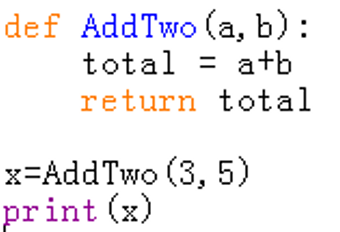 def AddTwo(a,b):
    total = a+b
    return total

x=AddTwo(3,5)
print(x)